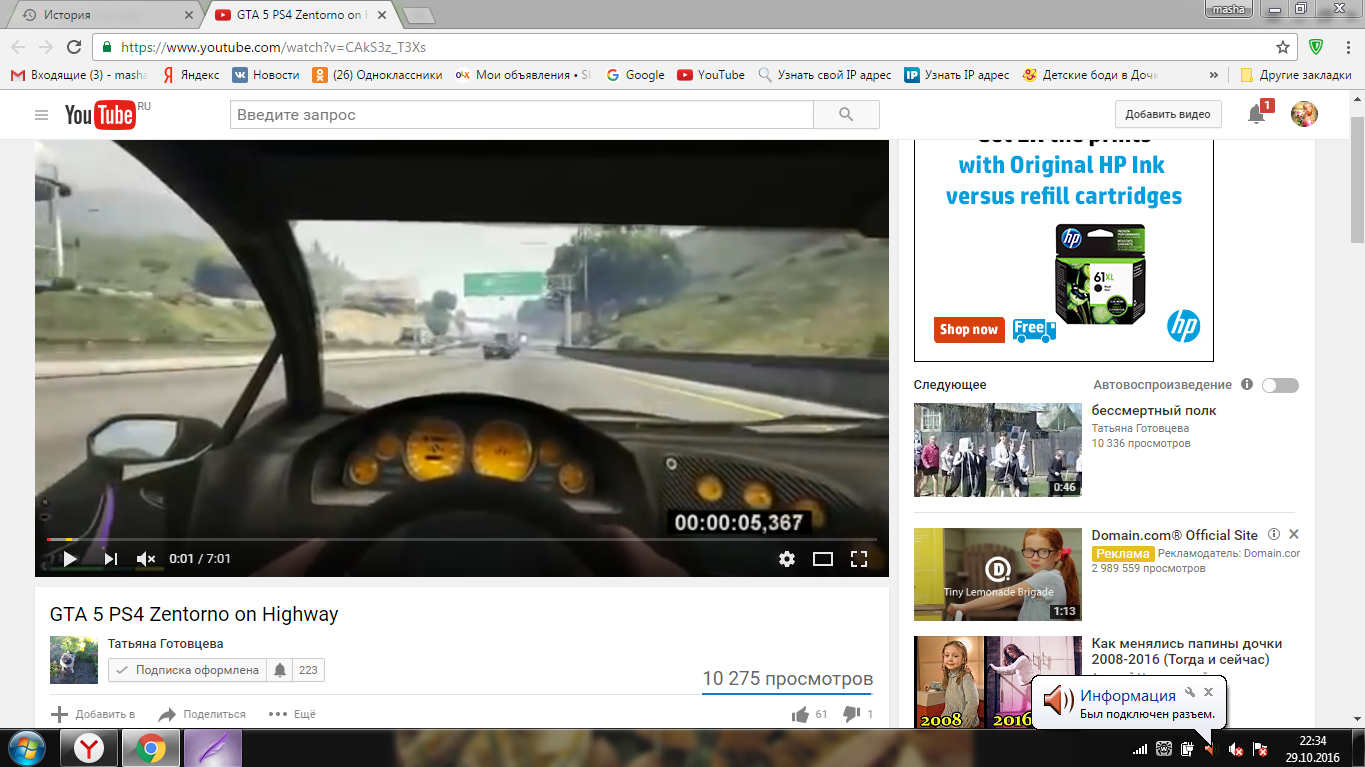 История
GTA 5 PS4 Zentorno on H
masha
https://www.youtube.com/watch?v=CAkS3z_T3Xs
Входящие (3) - masha
Яндекс
Новости
(26) Одноклассники
Мои объявления • Sl
Google
YouTube
Узнать свой IP адрес
IP Узнать IP адрес
Детские боди в Дочк
»
Другие закладки
YouTube RU
Введите запрос
Добавить видео
1
with Original HP Ink
versus refill cartridges
hp
61XL
Shop now
Free
hp
00:00:05,367
0:01 / 7:01
Следующее
Автовоспроизведение
бессмертный полк
Татьяна Готовцева
10 336 просмотров
0:46
Domain.com® Official Site
Реклама Рекламодатель: Domain.cor
2 989 559 просмотров
D.
Tiny Lemonade Brigade
1:13
Как менялись папины дочки
2008-2016 (Тогда и сейчас)
2008
2016
GTA 5 PS4 Zentorno on Highway
Татьяна Готовцева
Подписка оформлена
223
10 275 просмотров
Добавить в
Поделиться
Ещё
61
1
Информация
Был подключен разъем.
22:34
29.10.2016